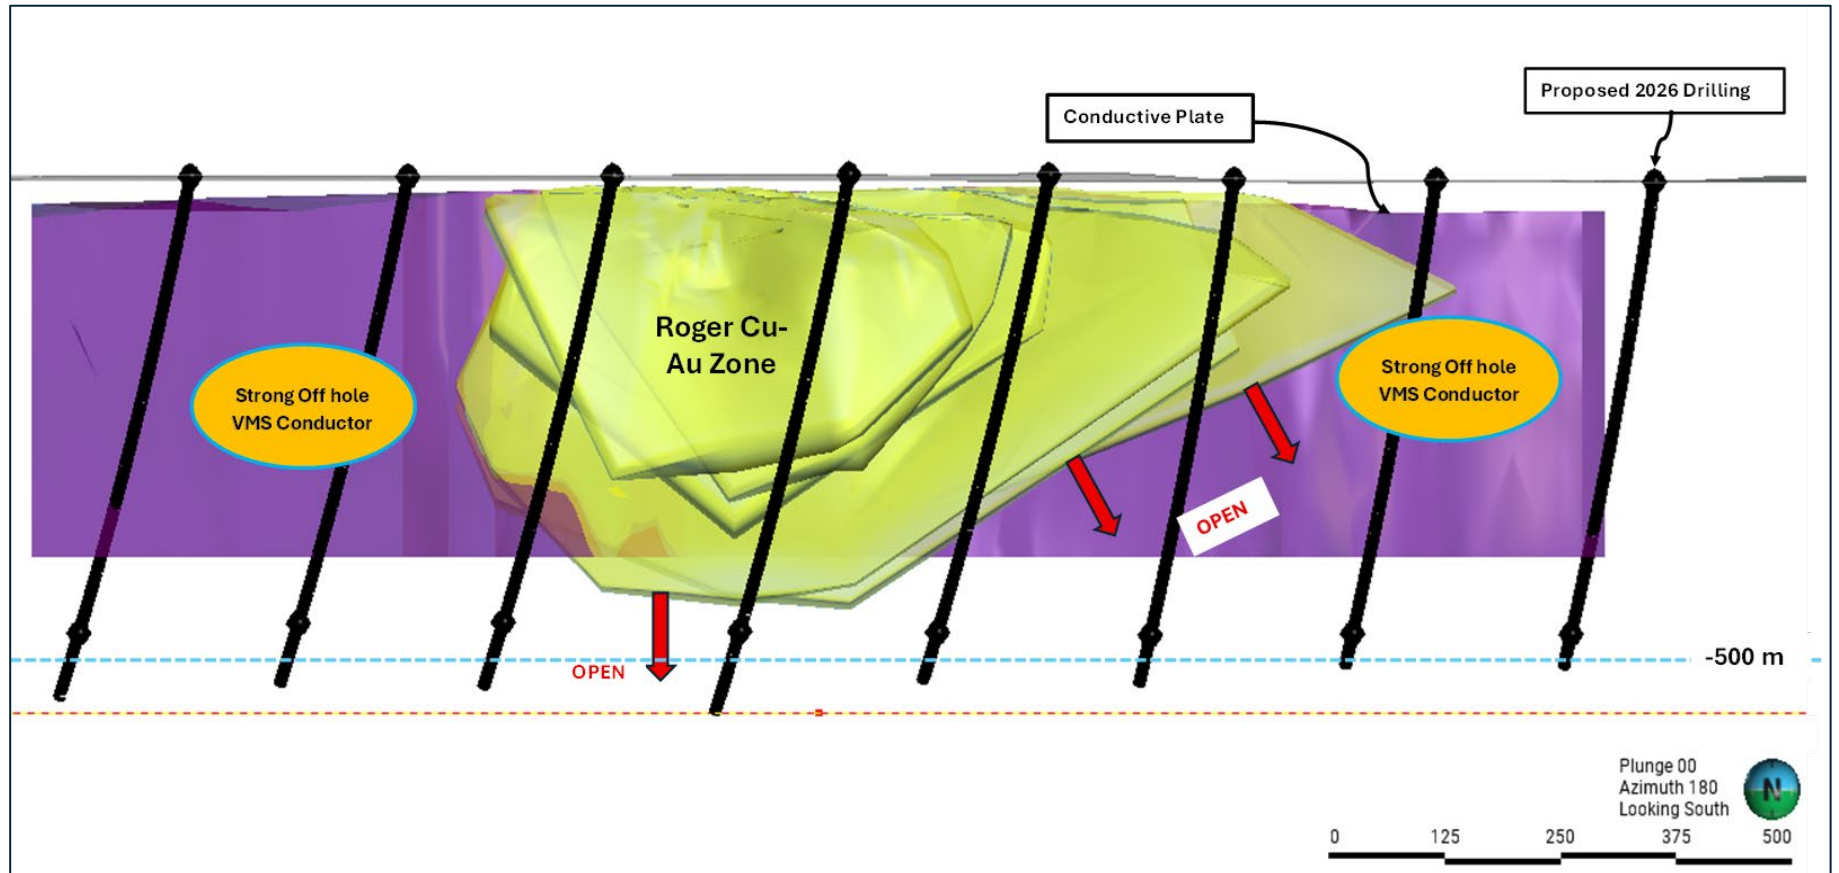 Proposed 2026 Drilling
Conductive Plate
Roger Cu-
Au Zone
Strong Off hole
VMS Conductor
Strong Off hole
VMS Conductor
OPEN
OPEN
-500 m
Plunge 00
Azimuth 180
Looking South
N
0 125 250 375 500